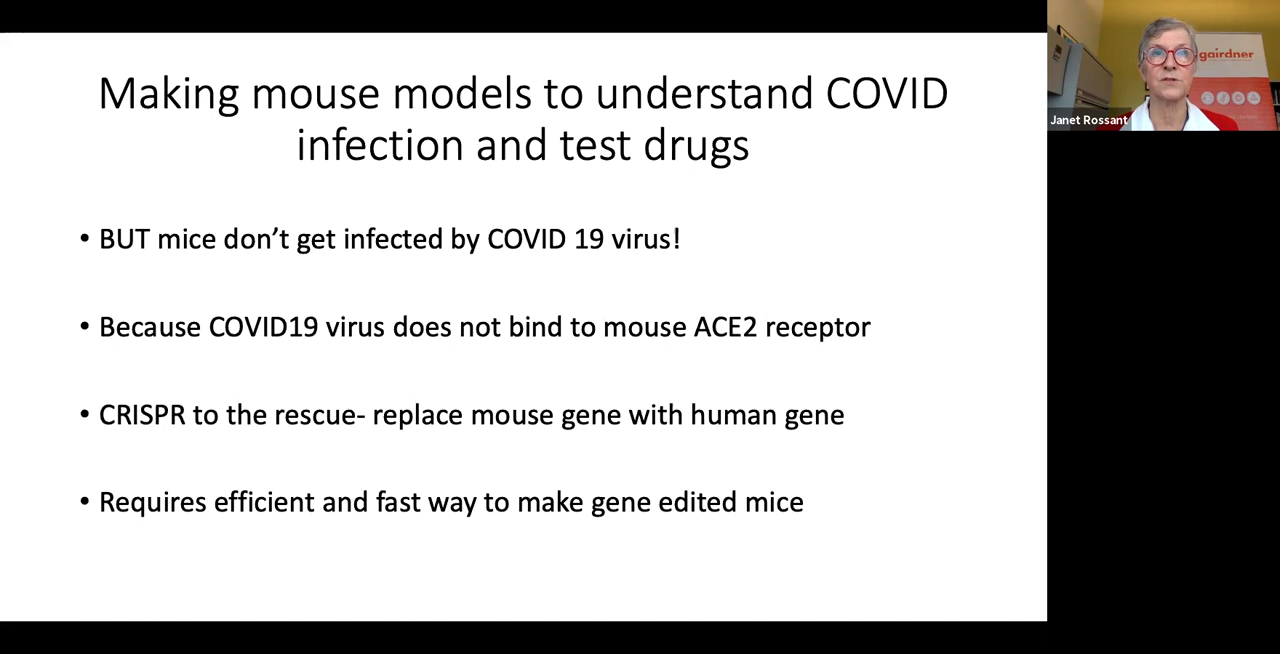 Making mouse models to understand COVID
infection and test drugs
• BUT mice don’t get infected by COVID 19 virus!
• Because COVID19 virus does not bind to mouse ACE2 receptor
• CRISPR to the rescue- replace mouse gene with human gene
• Requires efficient and fast way to make gene edited mice
gairdner
Janet Rossant